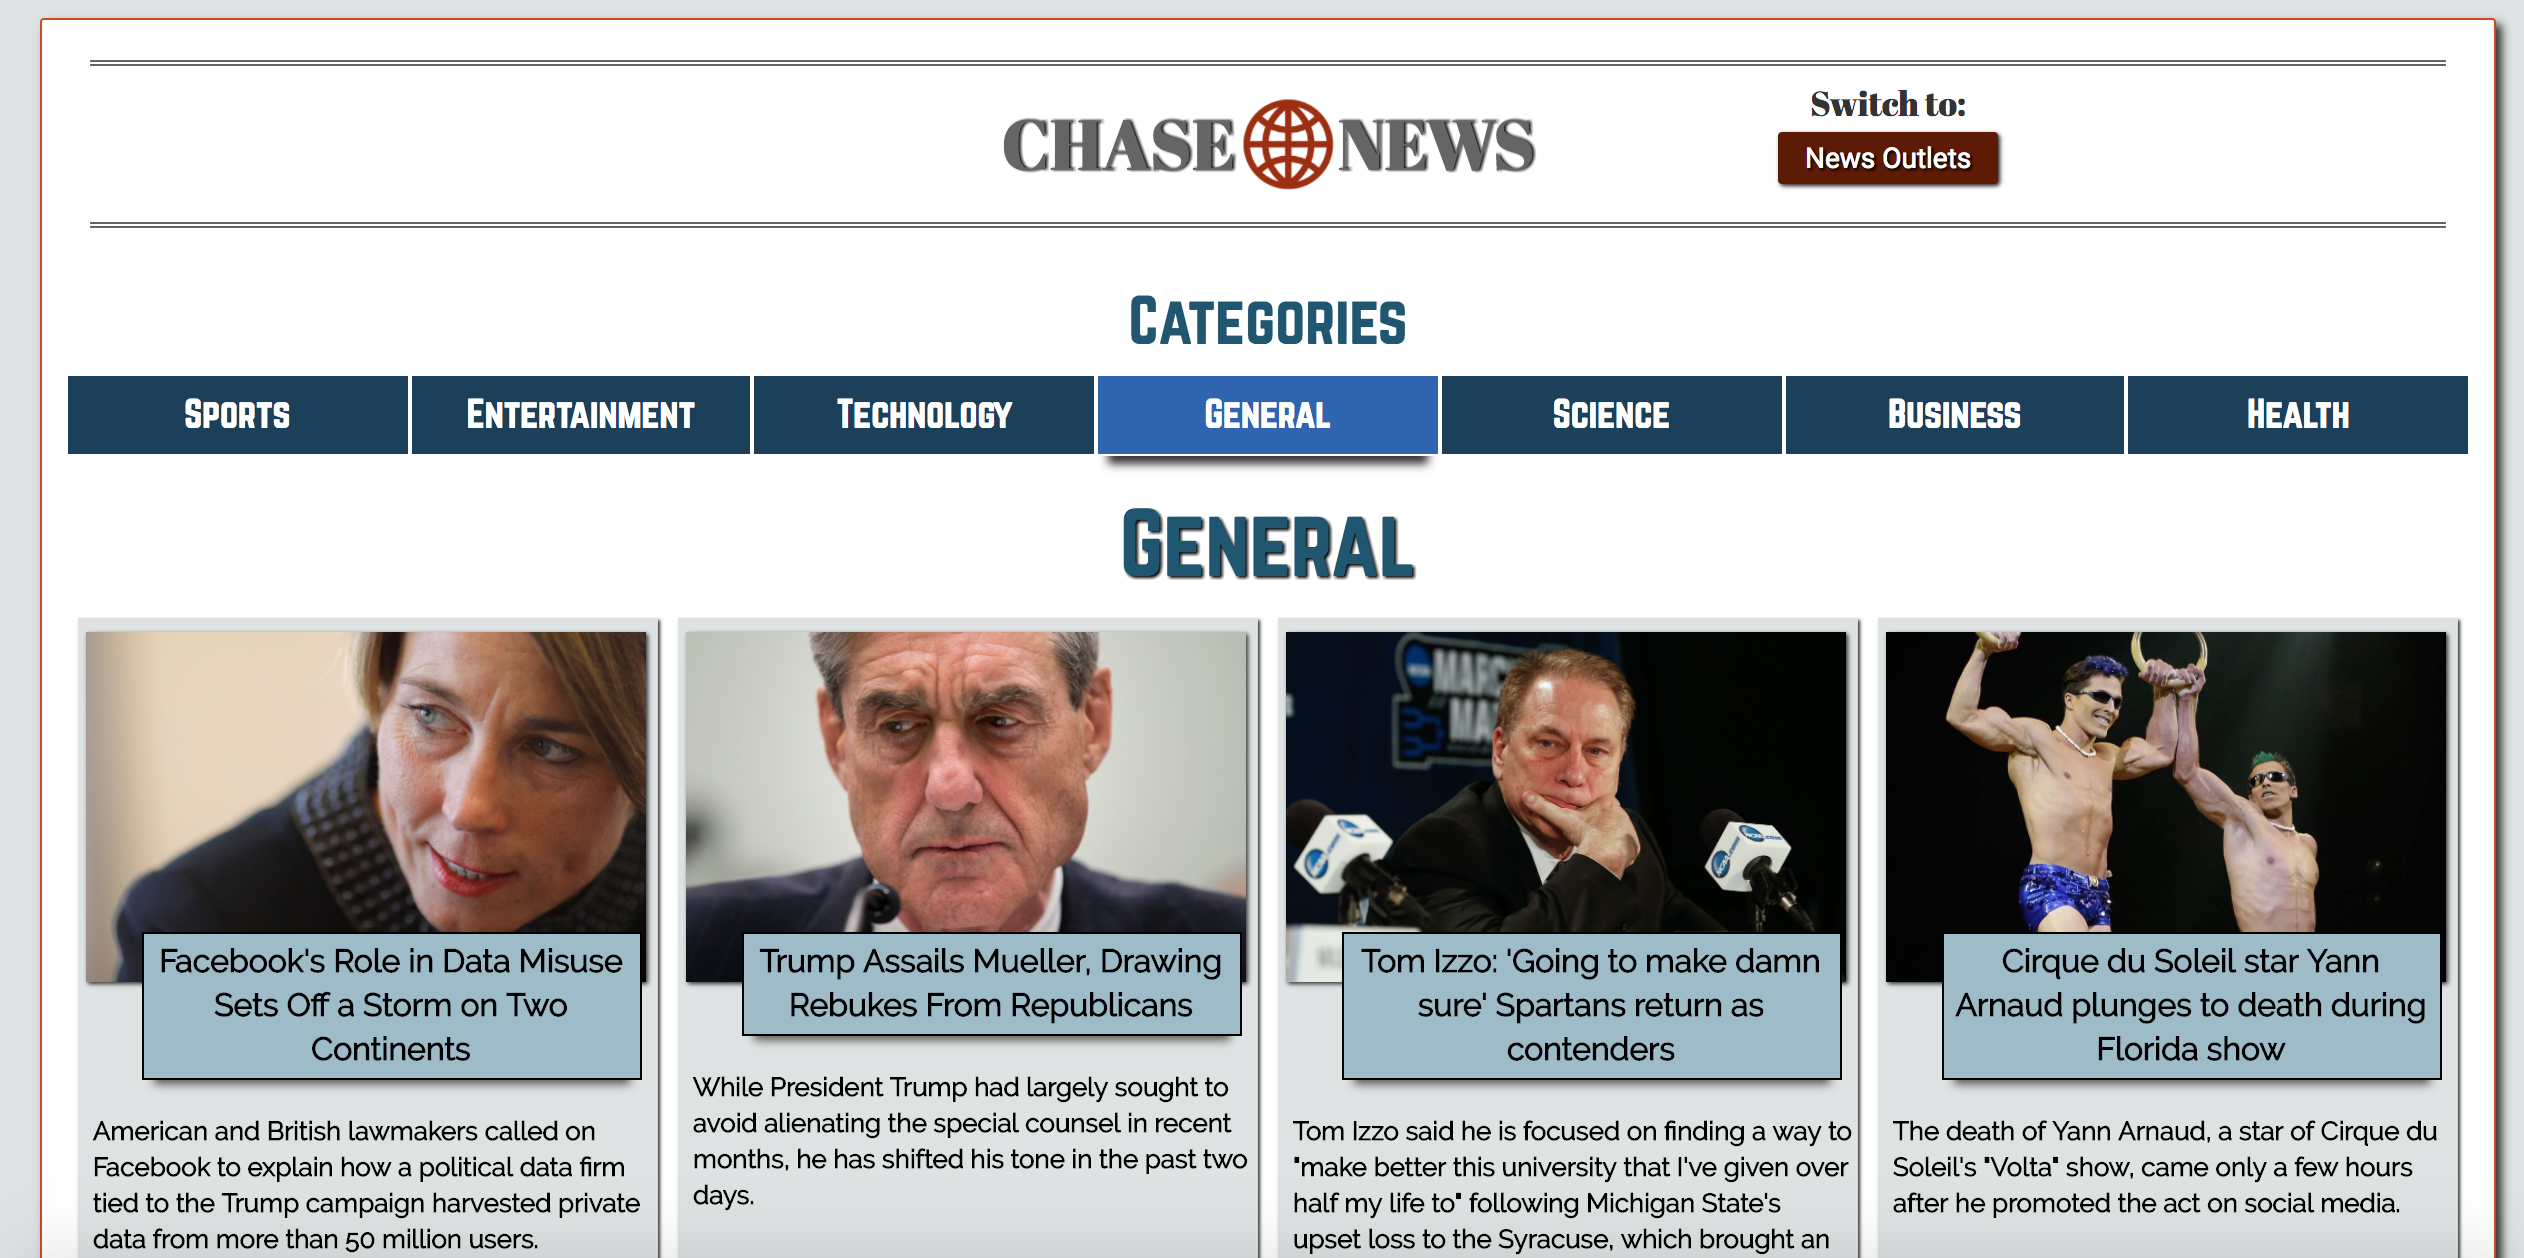 CHASE NEWS
Switch to:
News Outlets
Categories
Sports
Entertainment
Technology
General
Science
Business
Health
General
Facebook's Role in Data Misuse
Sets Off a Storm on Two
Continents
American and British lawmakers called on
Facebook to explain how a political data firm
tied to the Trump campaign harvested private
data from more than 50 million users.
Trump Assails Mueller, Drawing
Rebukes From Republicans
While President Trump had largely sought to
avoid alienating the special counsel in recent
months, he has shifted his tone in the past two
days.
Tom Izzo: 'Going to make damn
sure' Spartans return as
contenders
Tom Izzo said he is focused on finding a way to
"make better this university that I've given over
half my life to" following Michigan State's
upset loss to the Syracuse, which brought an
Cirque du Soleil star Yann
Arnaud plunges to death during
Florida show
The death of Yann Arnaud, a star of Cirque du
Soleil's "Volta" show, came only a few hours
after he promoted the act on social media.